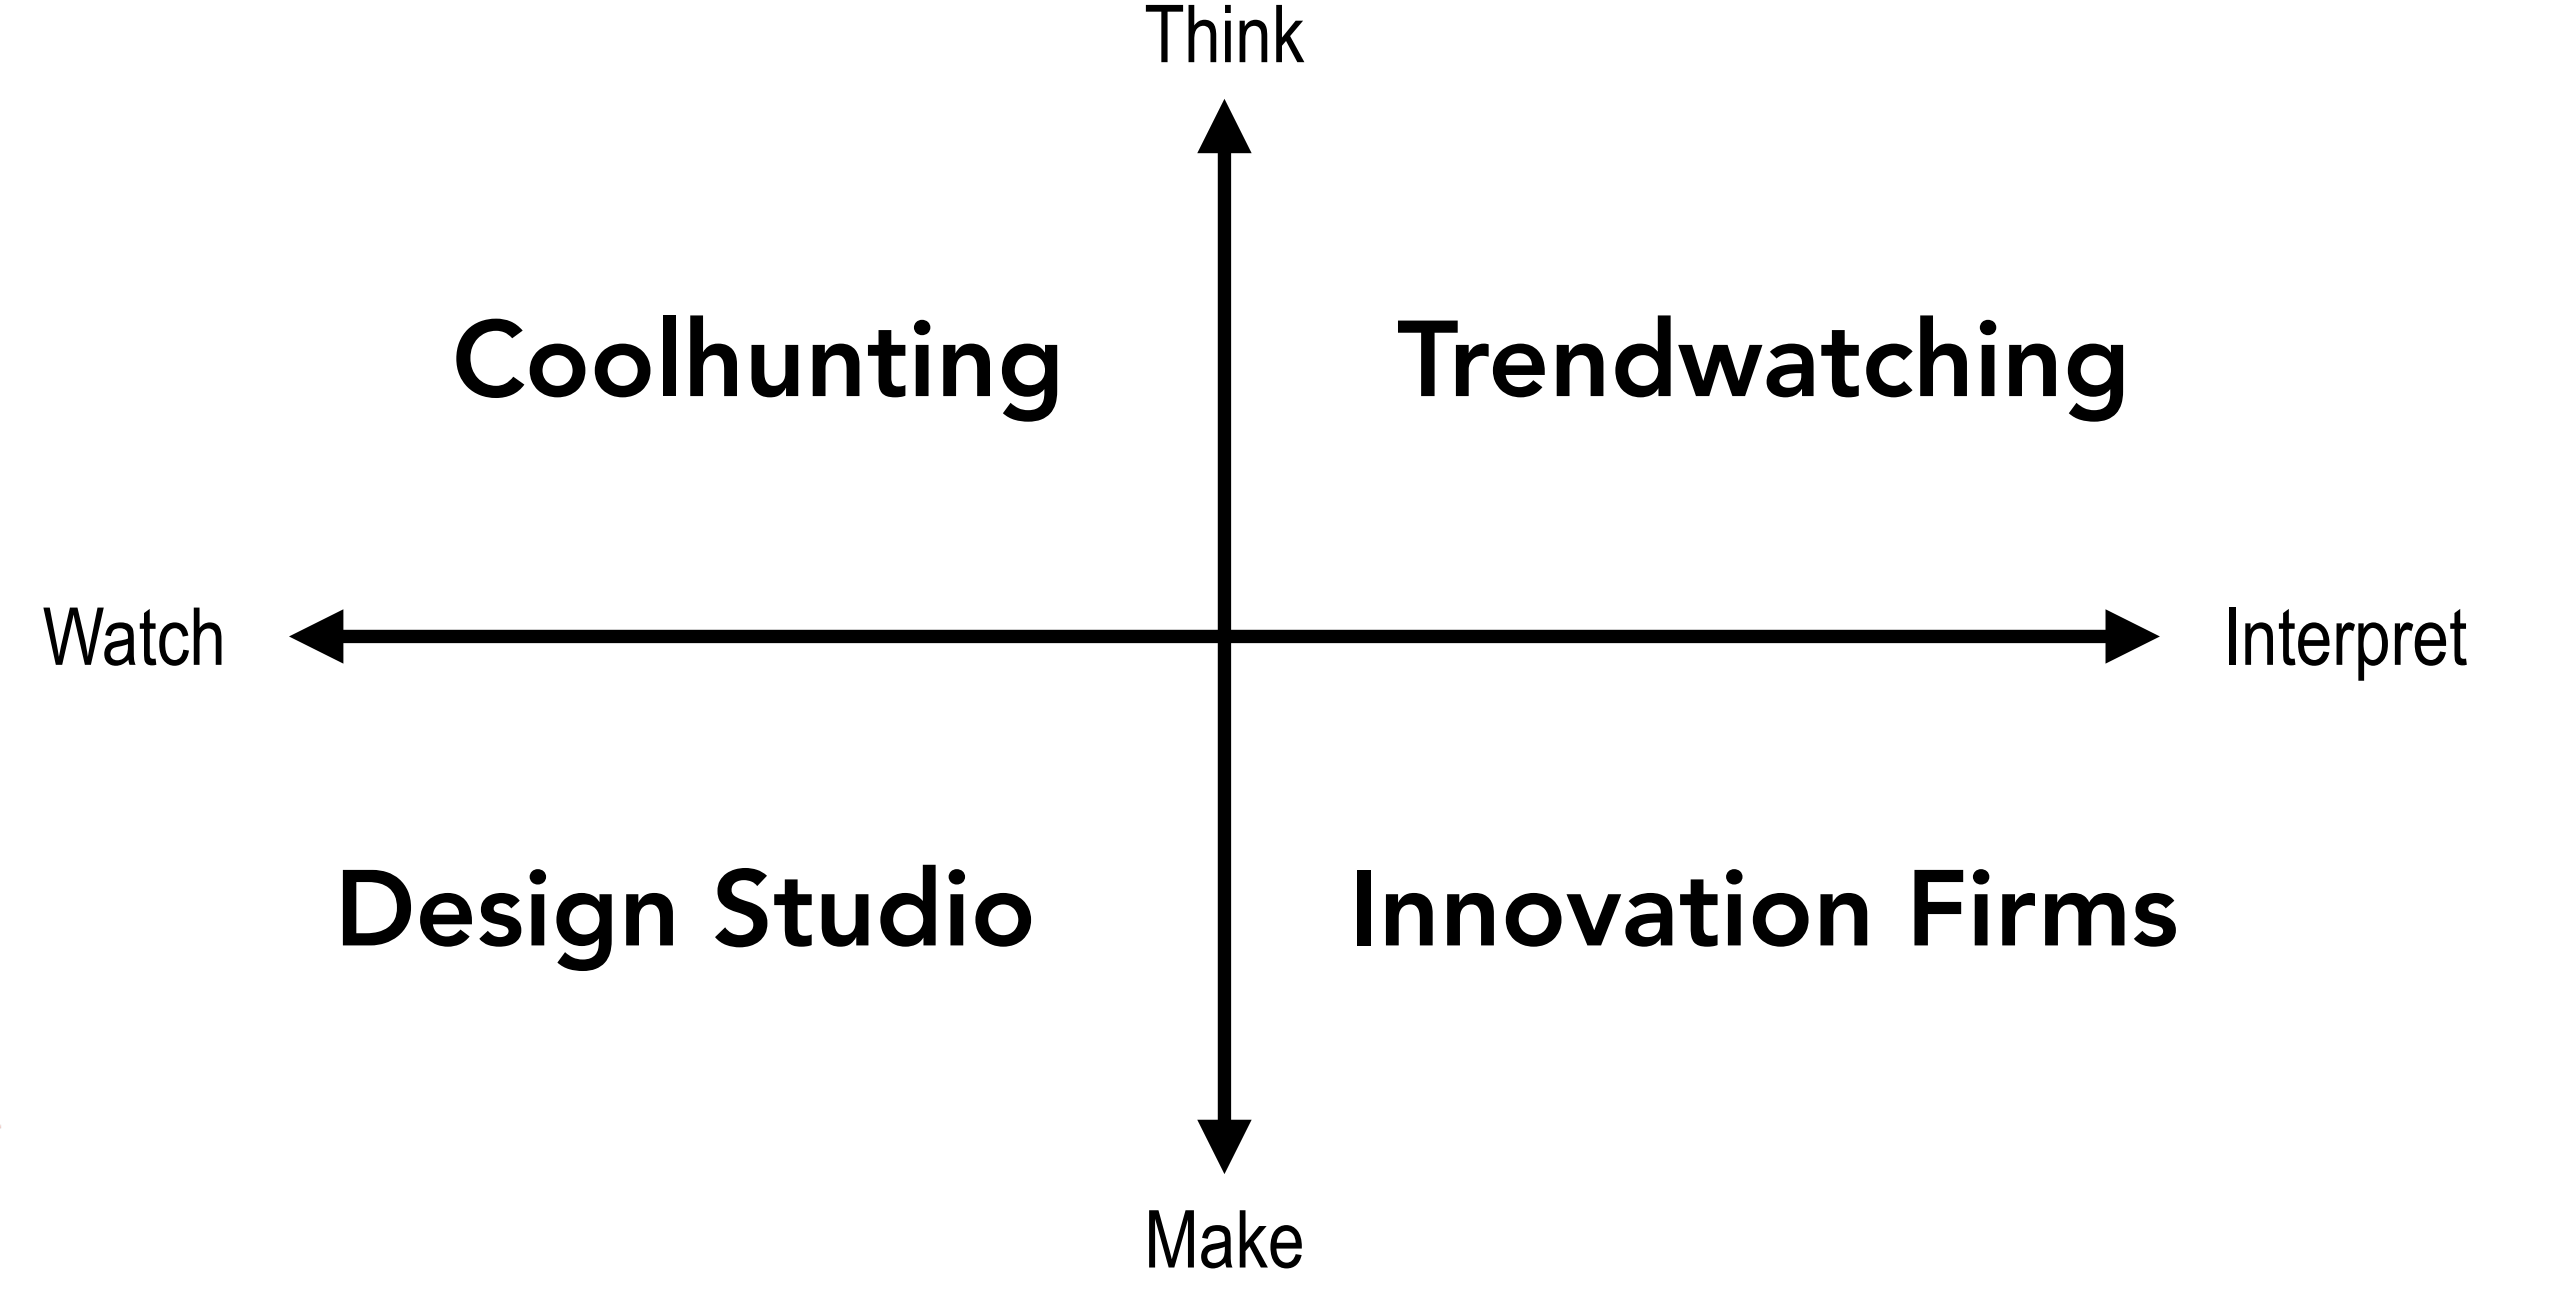 Think
Coolhunting
Trendwatching
Watch
Interpret
Design Studio
Innovation Firms
Make